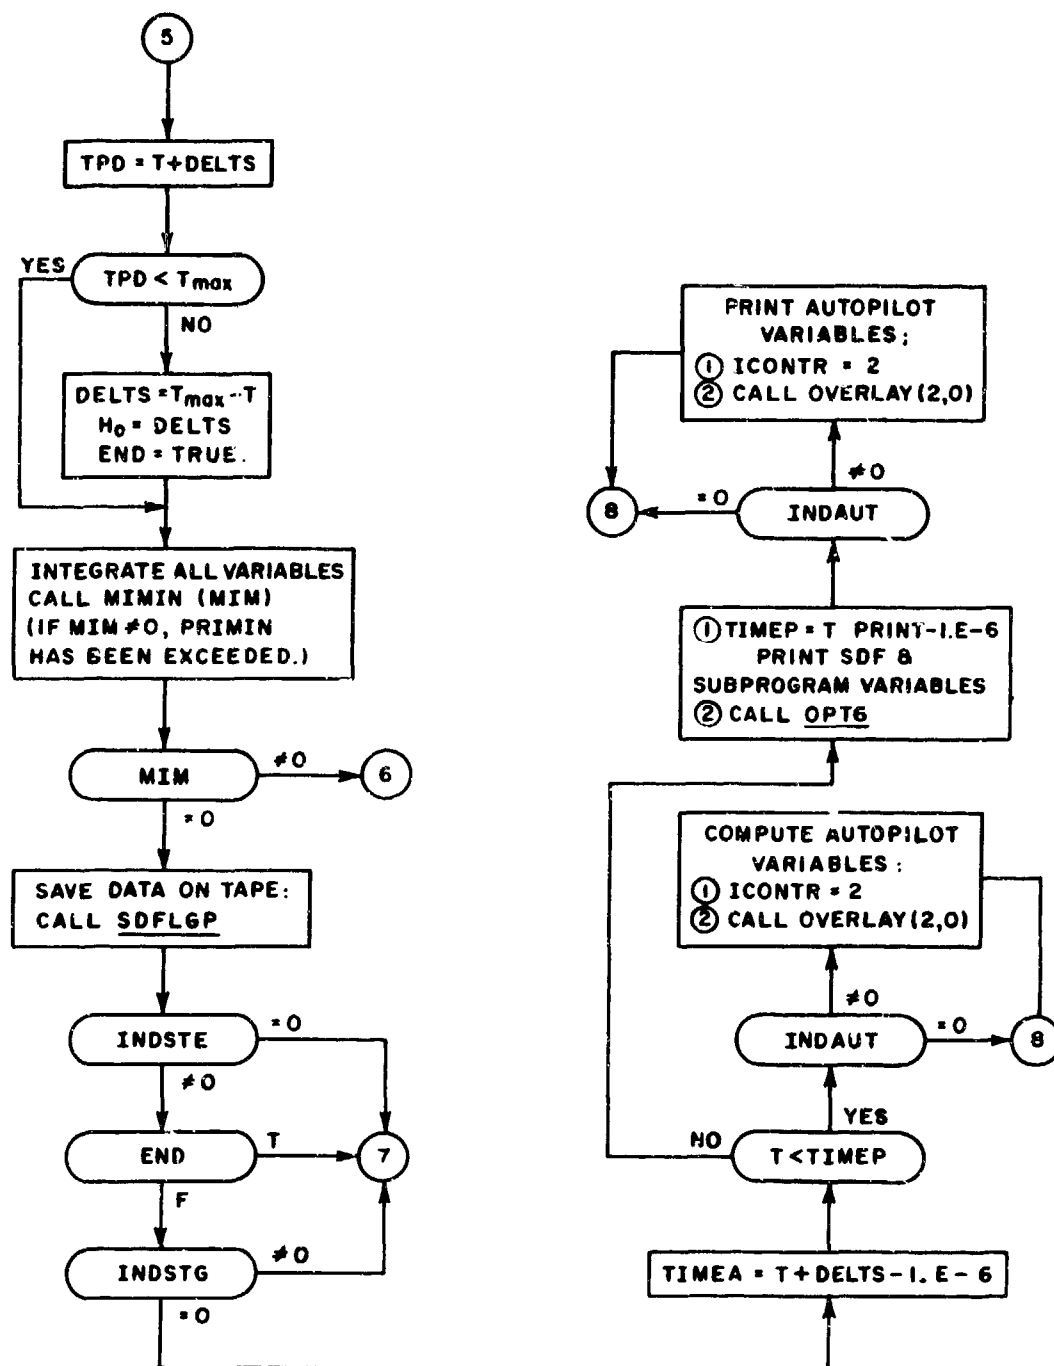 5
TPD = T+DELTS
YES
TPD < Tmax
NO
DELTS = Tmax - T
H0 = DELTS
END = TRUE.
INTEGRATE ALL VARIABLES
CALL MIMIN (MIM)
(IF MIM ≠ 0, PRIMIN
HAS BEEN EXCEEDED.)
MIM
≠ 0
6
= 0
SAVE DATA ON TAPE:
CALL SDFLGP
INDSTE
= 0
≠ 0
END
T
7
F
INDSTG
≠ 0
= 0
PRINT AUTOPILOT
VARIABLES:
① ICONTR = 2
② CALL OVERLAY(2,0)
≠ 0
8
= 0
INDAUT
① TIMEP = T PRINT-1.E-6
PRINT SDF &
SUBPROGRAM VARIABLES
② CALL OPT6
COMPUTE AUTOPILOT
VARIABLES:
① ICONTR = 2
② CALL OVERLAY(2,0)
≠ 0
INDAUT
= 0
8
YES
NO
T < TIMEP
TIMEA = T + DELTS - 1. E - 6